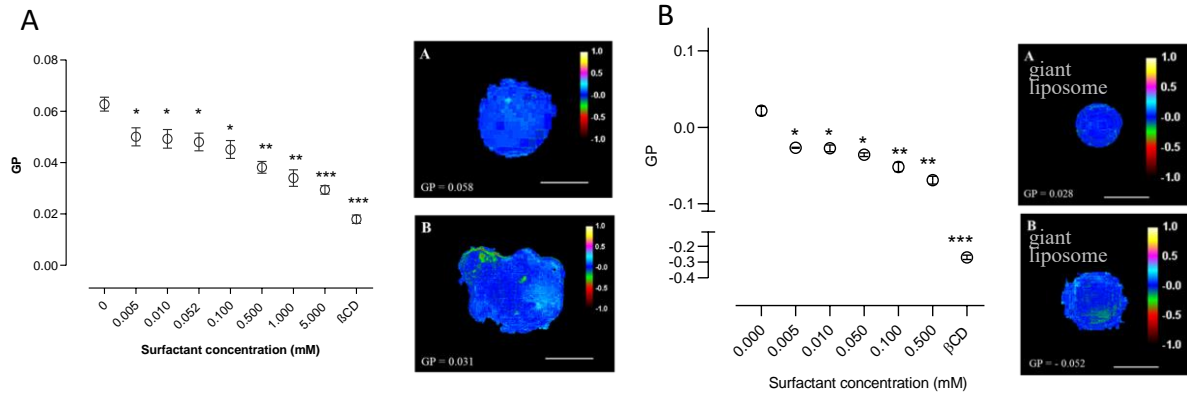 A
GP
0.08
0.06
0.04
0.02
0.00
* * * * ** ** *** ***
0 0.005 0.010 0.052 0.100 0.500 1.000 5.000 ßCD
Surfactant concentration (mM)
A
1.0
0.5
-0.0
-0.5
-1.0
GP = 0.058
B
1.0
0.5
-0.0
-0.5
-1.0
GP = 0.031
B
GP
0.1
0.0
-0.1
-0.2
-0.3
-0.4
* * * ** ** ***
0.000 0.005 0.010 0.050 0.100 0.500 βCD
Surfactant concentration (mM)
A
giant
liposome
1.0
0.5
-0.0
-0.5
-1.0
GP = 0.028
B
giant
liposome
1.0
0.5
-0.0
-0.5
-1.0
GP = - 0.052